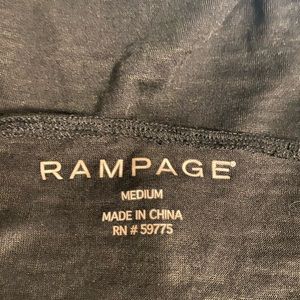 RAMPAGE®
MEDIUM
MADE IN CHINA
RN # 59775